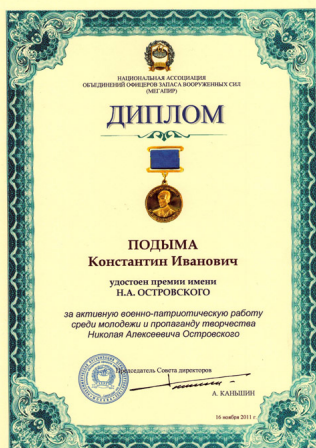 НАЦИОНАЛЬНАЯ АССОЦИАЦИЯ
ОБЪЕДИНЕНИЙ ОФИЦЕРОВ ЗАПАСА ВООРУЖЕННЫХ СИЛ
(МЕГАПИР)
ДИПЛОМ
ПОДЫМА
Константин Иванович
удостоен премии имени
Н.А. ОСТРОВСКОГО
за активную военно-патриотическую работу
среди молодежи и пропаганду творчества
Николая Алексеевича Островского
Председатель Совета директоров
А. КАНЬШИН
16 ноября 2011 г.